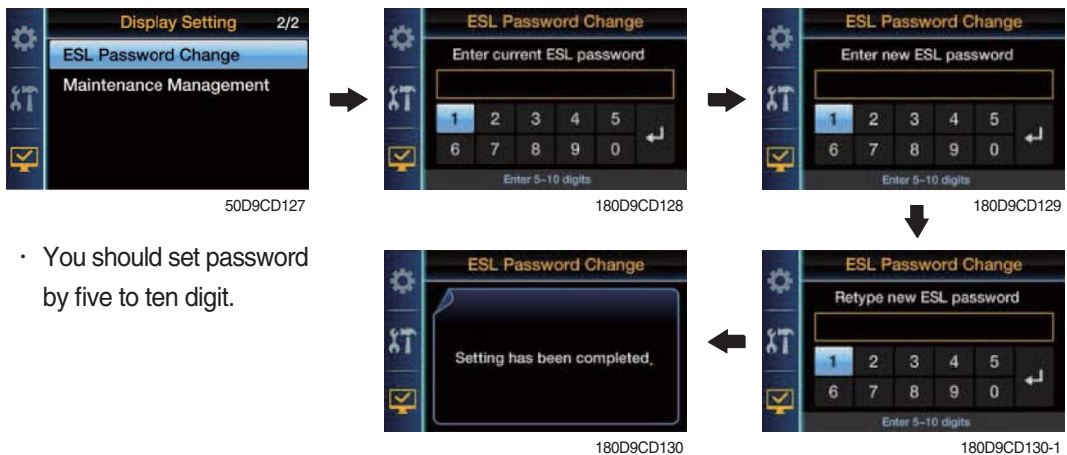 Display Setting 2/2
ESL Password Change
Maintenance Management
50D9CD127
ESL Password Change
Enter current ESL password
1 2 3 4 5
6 7 8 9 0
Enter 5~10 digits
180D9CD128
ESL Password Change
Enter new ESL password
1 2 3 4 5
6 7 8 9 0
Enter 5~10 digits
180D9CD129
ESL Password Change
Retype new ESL password
1 2 3 4 5
6 7 8 9 0
Enter 5~10 digits
180D9CD130-1
ESL Password Change
Setting has been completed.
180D9CD130
· You should set password
by five to ten digit.